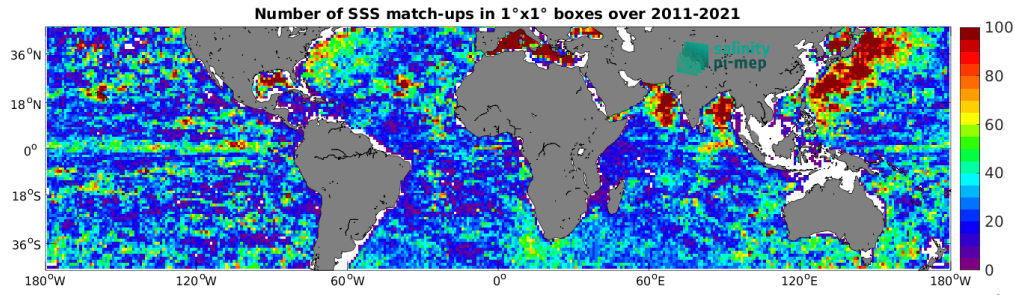 Number of SSS match-ups in 1°x1° boxes over 2011-2021
salinity
pi-mep
36°N
18°N
0°
18°S
36°S
180°W
120°W
60°W
0°
60°E
120°E
180°W
100
80
60
40
20
0